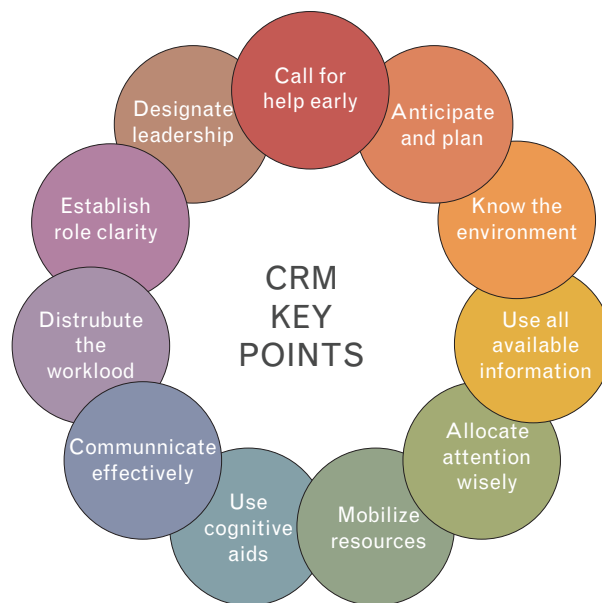 Call for
help early
Anticipate
and plan
Know the
environment
Use all
available
information
Allocate
attention
wisely
Mobilize
resources
Use
cognitive
aids
Communnicate
effectively
Distrubute
the
worklood
Establish
role clarity
Designate
leadership
CRM
KEY
POINTS